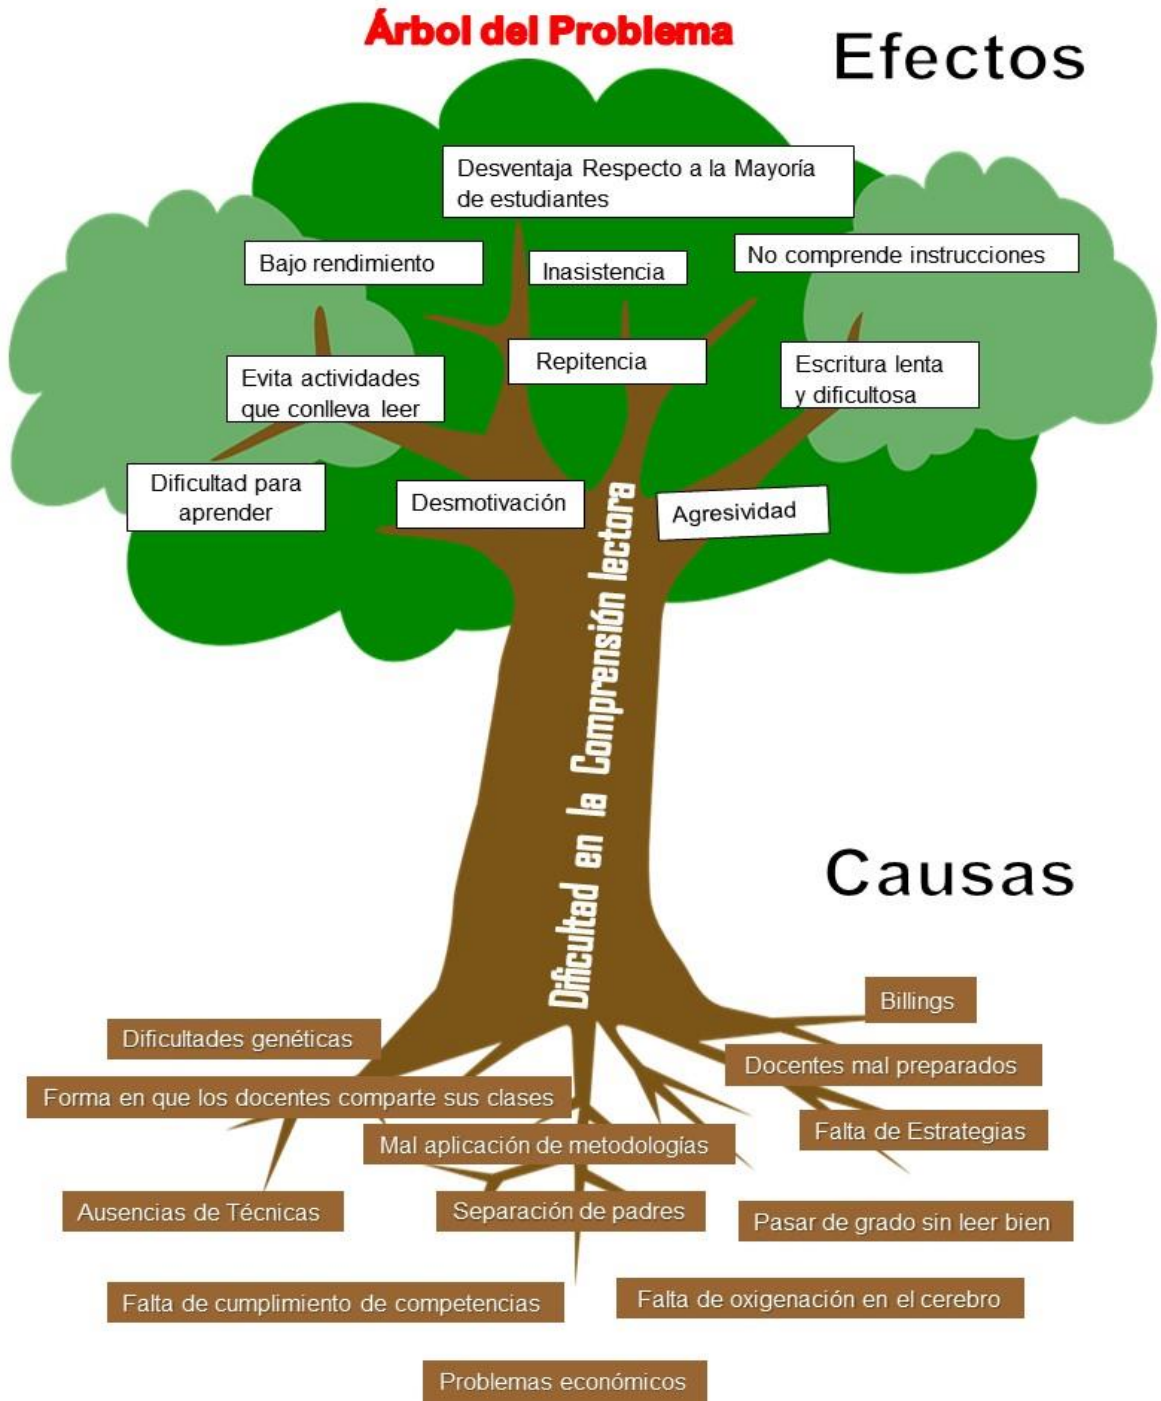 Árbol del Problema
Efectos
Desventaja Respecto a la Mayoría
de estudiantes
Bajo rendimiento
Inasistencia
No comprende instrucciones
Evita actividades
que conlleva leer
Repitencia
Escritura lenta
y dificultosa
Dificultad para
aprender
Desmotivación
Agresividad
Dificultad en la Comprensión lectora
Causas
Billings
Dificultades genéticas
Docentes mal preparados
Forma en que los docentes comparte sus clases
Falta de Estrategias
Mal aplicación de metodologías
Ausencias de Técnicas
Separación de padres
Pasar de grado sin leer bien
Falta de cumplimiento de competencias
Falta de oxigenación en el cerebro
Problemas económicos